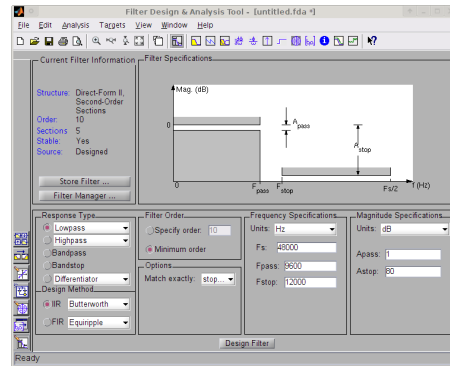 Filter Design & Analysis Tool - [untitled.fda *]
File Edit Analysis Targets View Window Help
Current Filter Information
Structure: Direct-Form II,
Second-Order
Sections
Order: 10
Sections 5
Stable: Yes
Source: Designed
Store Filter ...
Filter Manager ...
Filter Specifications
Mag. (dB)
0
A pass
A stop
0
F pass
F stop
Fs/2
f (Hz)
Response Type
Lowpass
Highpass
Bandpass
Bandstop
Differentiator
Design Method
IIR Butterworth
FIR Equiripple
Filter Order
Specify order: 10
Minimum order
Options
Match exactly: stop...
Frequency Specifications
Units: Hz
Fs: 48000
Fpass: 9600
Fstop: 12000
Magnitude Specifications
Units: dB
Apass: 1
Astop: 80
Design Filter
Ready